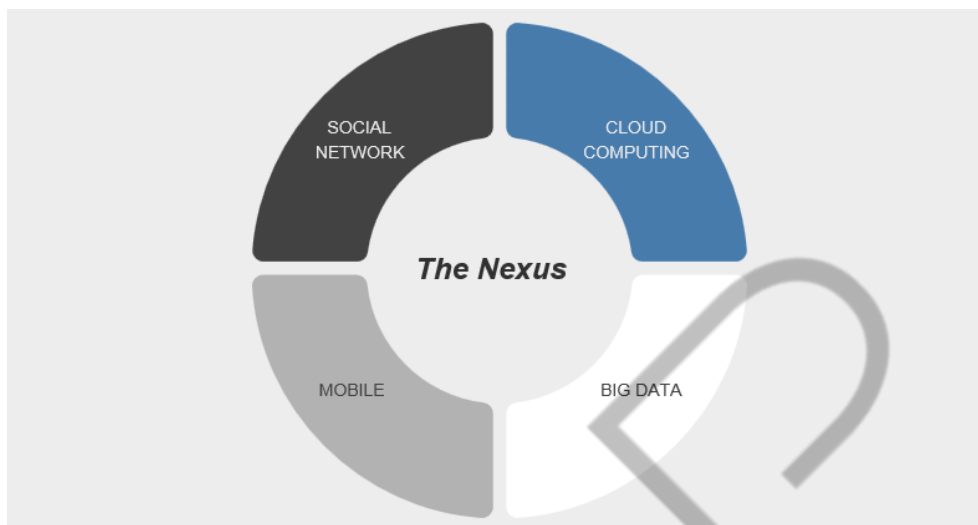 SOCIAL
NETWORK
CLOUD
COMPUTING
The Nexus
MOBILE
BIG DATA